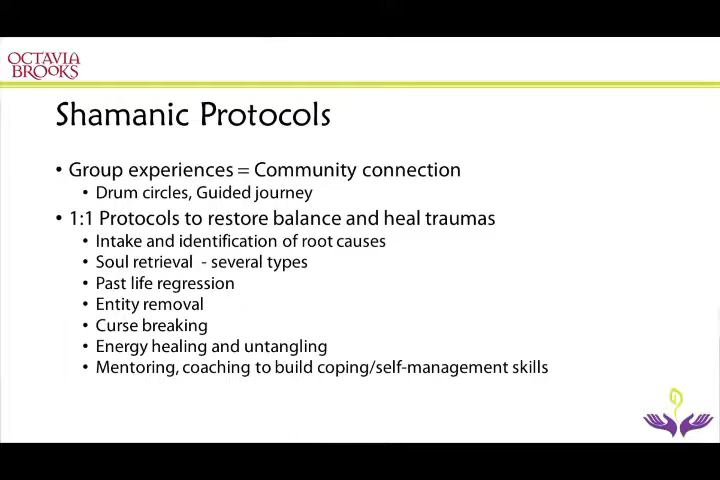 OCTAVIA
BROOKS
Shamanic Protocols
• Group experiences = Community connection
• Drum circles, Guided journey
• 1:1 Protocols to restore balance and heal traumas
• Intake and identification of root causes
• Soul retrieval - several types
• Past life regression
• Entity removal
• Curse breaking
• Energy healing and untangling
• Mentoring, coaching to build coping/self-management skills